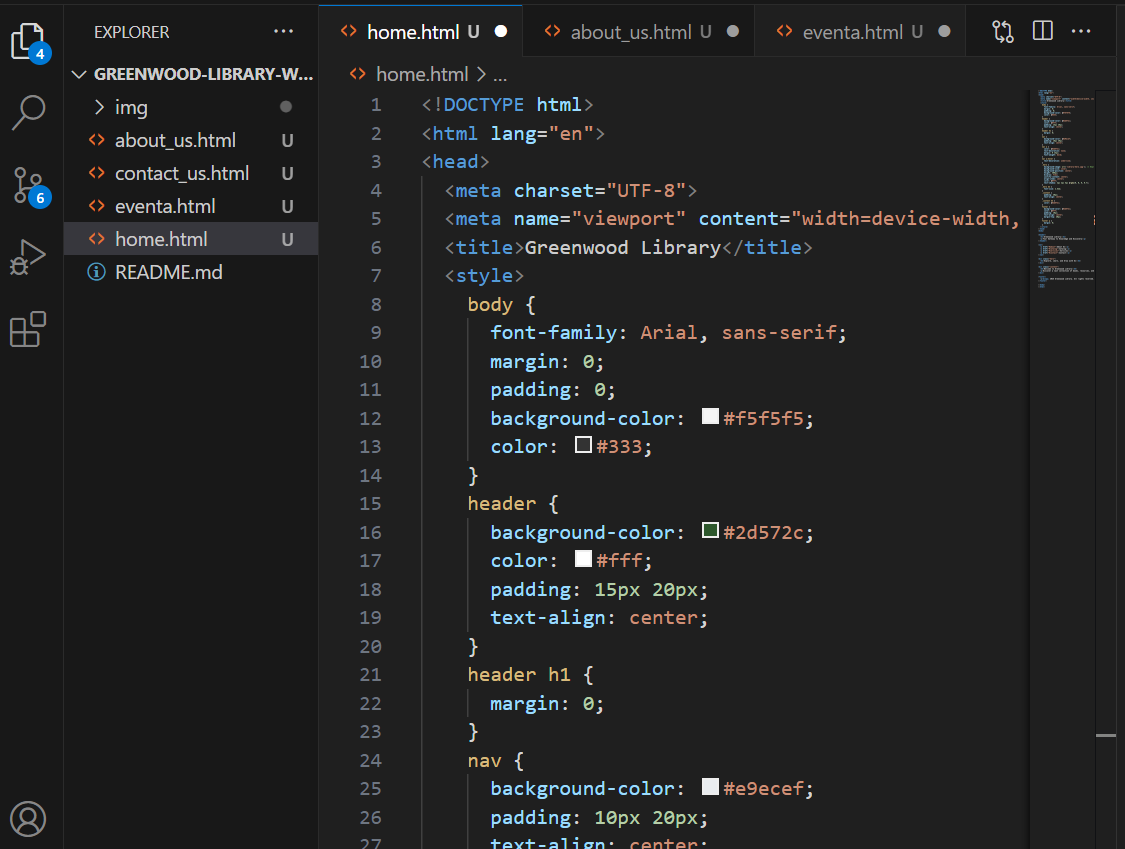 EXPLORER
GREENWOOD-LIBRARY-W...
img
about_us.html U
contact_us.html U
eventa.html U
home.html U
README.md
4
6
home.html U
about_us.html U
eventa.html U
home.html > ...
1 <!DOCTYPE html>
2 <html lang="en">
3 <head>
4 <meta charset="UTF-8">
5 <meta name="viewport" content="width=device-width,
6 <title>Greenwood Library</title>
7 <style>
8 body {
9 font-family: Arial, sans-serif;
10 margin: 0;
11 padding: 0;
12 background-color: #f5f5f5;
13 color: #333;
14 }
15 header {
16 background-color: #2d572c;
17 color: #fff;
18 padding: 15px 20px;
19 text-align: center;
20 }
21 header h1 {
22 margin: 0;
23 }
24 nav {
25 background-color: #e9ecef;
26 padding: 10px 20px;
27 text-align: center;